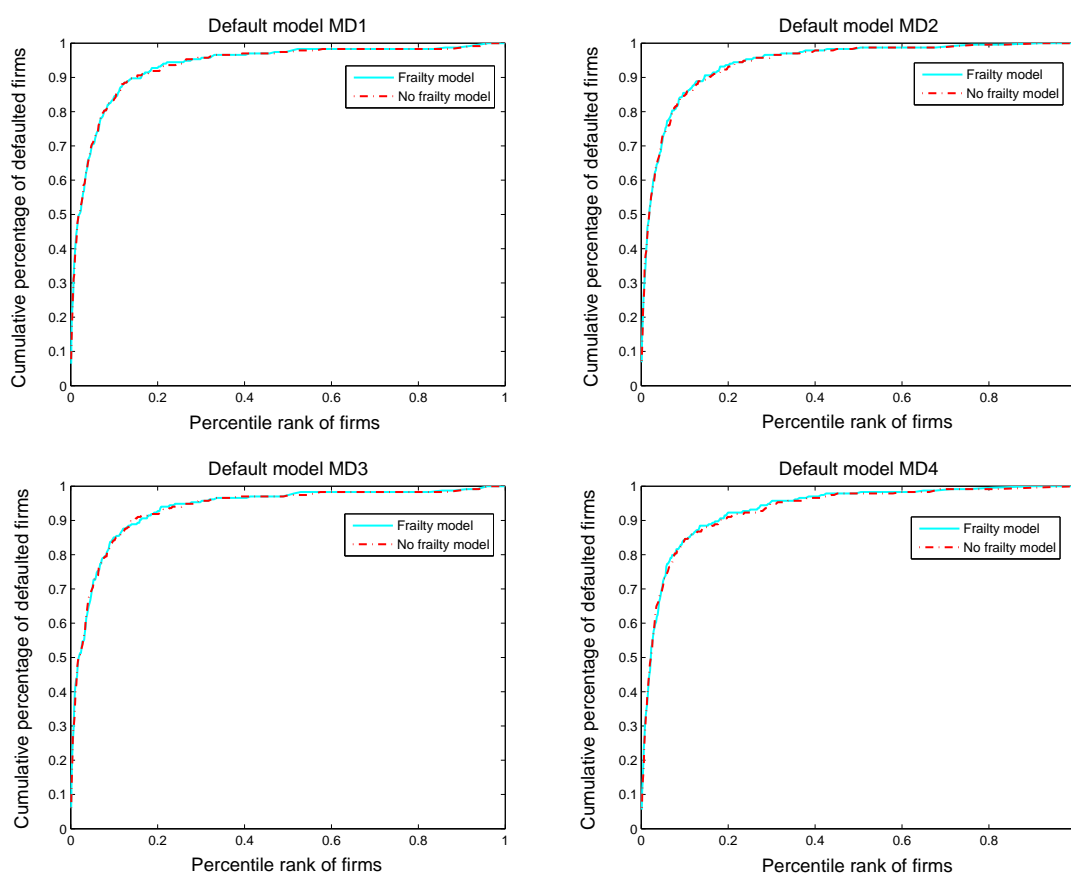 Default model MD1
Cumulative percentage of defaulted firms
1
0.9
0.8
0.7
0.6
0.5
0.4
0.3
0.2
0.1
0
Frailty model
No frailty model
0 0.2 0.4 0.6 0.8 1
Percentile rank of firms
Default model MD2
Cumulative percentage of defaulted firms
1
0.9
0.8
0.7
0.6
0.5
0.4
0.3
0.2
0.1
0
Frailty model
No frailty model
0 0.2 0.4 0.6 0.8
Percentile rank of firms
Default model MD3
Cumulative percentage of defaulted firms
1
0.9
0.8
0.7
0.6
0.5
0.4
0.3
0.2
0.1
0
Frailty model
No frailty model
0 0.2 0.4 0.6 0.8 1
Percentile rank of firms
Default model MD4
Cumulative percentage of defaulted firms
1
0.9
0.8
0.7
0.6
0.5
0.4
0.3
0.2
0.1
0
Frailty model
No frailty model
0 0.2 0.4 0.6 0.8
Percentile rank of firms